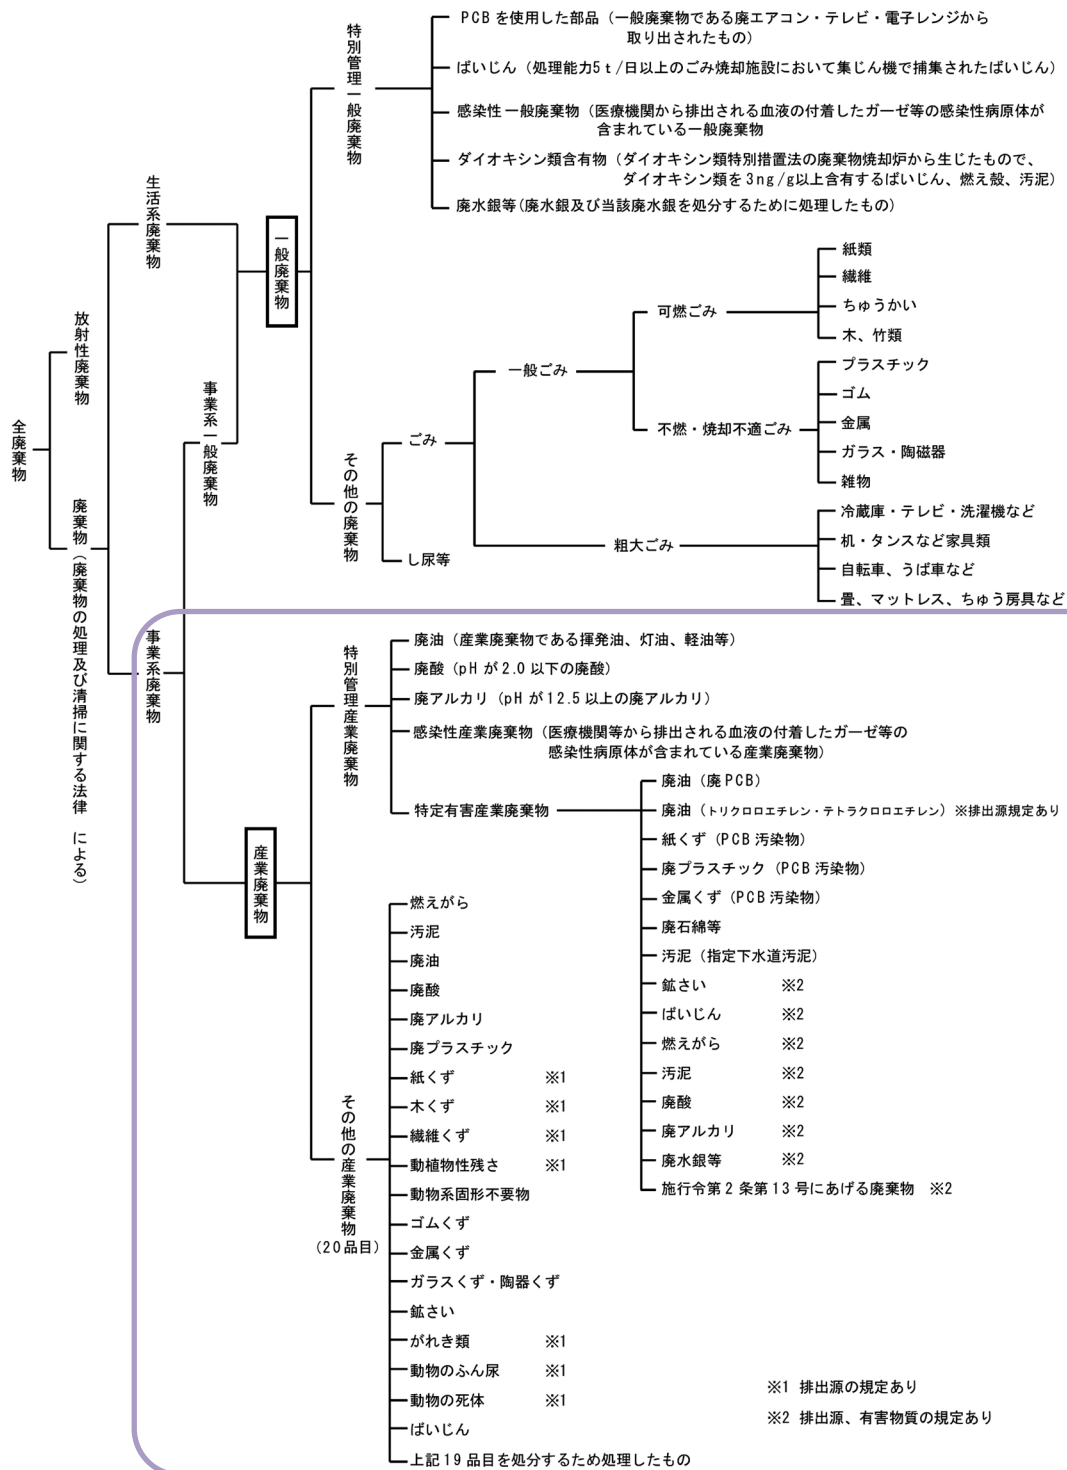 全廃棄物
放射性廃棄物
廃棄物（廃棄物の処理及び清掃に関する法律　による）
生活系廃棄物
事業系一般廃棄物
事業系廃棄物
一般廃棄物
特別管理一般廃棄物
PCBを使用した部品（一般廃棄物である廃エアコン・テレビ・電子レンジから
取り出されたもの）
ばいじん（処理能力5t/日以上のごみ焼却施設において集じん機で捕集されたばいじん）
感染性一般廃棄物（医療機関から排出される血液の付着したガーゼ等の感染性病原体が
含まれている一般廃棄物
ダイオキシン類含有物（ダイオキシン類特別措置法の廃棄物焼却炉から生じたもので、
ダイオキシン類を3ng/g以上含有するばいじん、燃え殻、汚泥）
廃水銀等（廃水銀及び当該廃水銀を処分するために処理したもの）
その他の廃棄物
ごみ
一般ごみ
可燃ごみ
紙類
繊維
ちゅうかい
木、竹類
不燃・焼却不適ごみ
プラスチック
ゴム
金属
ガラス・陶磁器
雑物
粗大ごみ
冷蔵庫・テレビ・洗濯機など
机・タンスなど家具類
自転車、うば車など
畳、マットレス、ちゅう房具など
し尿等
産業廃棄物
特別管理産業廃棄物
廃油（産業廃棄物である揮発油、灯油、軽油等）
廃酸（pHが2.0以下の廃酸）
廃アルカリ（pHが12.5以上の廃アルカリ）
感染性産業廃棄物（医療機関等から排出される血液の付着したガーゼ等の
感染性病原体が含まれている産業廃棄物）
特定有害産業廃棄物
廃油（廃PCB）
廃油（トリクロロエチレン・テトラクロロエチレン）※排出源規定あり
紙くず（PCB汚染物）
廃プラスチック（PCB汚染物）
金属くず（PCB汚染物）
廃石綿等
汚泥（指定下水道汚泥）
鉱さい　※2
ばいじん　※2
燃えがら　※2
汚泥　※2
廃酸　※2
廃アルカリ　※2
廃水銀等　※2
施行令第2条第13号にあげる廃棄物　※2
その他の産業廃棄物
（20品目）
燃えがら
汚泥
廃油
廃酸
廃アルカリ
廃プラスチック
紙くず　※1
木くず　※1
繊維くず　※1
動植物性残さ　※1
動物系固形不要物
ゴムくず
金属くず
ガラスくず・陶器くず
鉱さい
がれき類　※1
動物のふん尿　※1
動物の死体　※1
ばいじん
上記19品目を処分するため処理したもの
※1 排出源の規定あり
※2 排出源、有害物質の規定あり